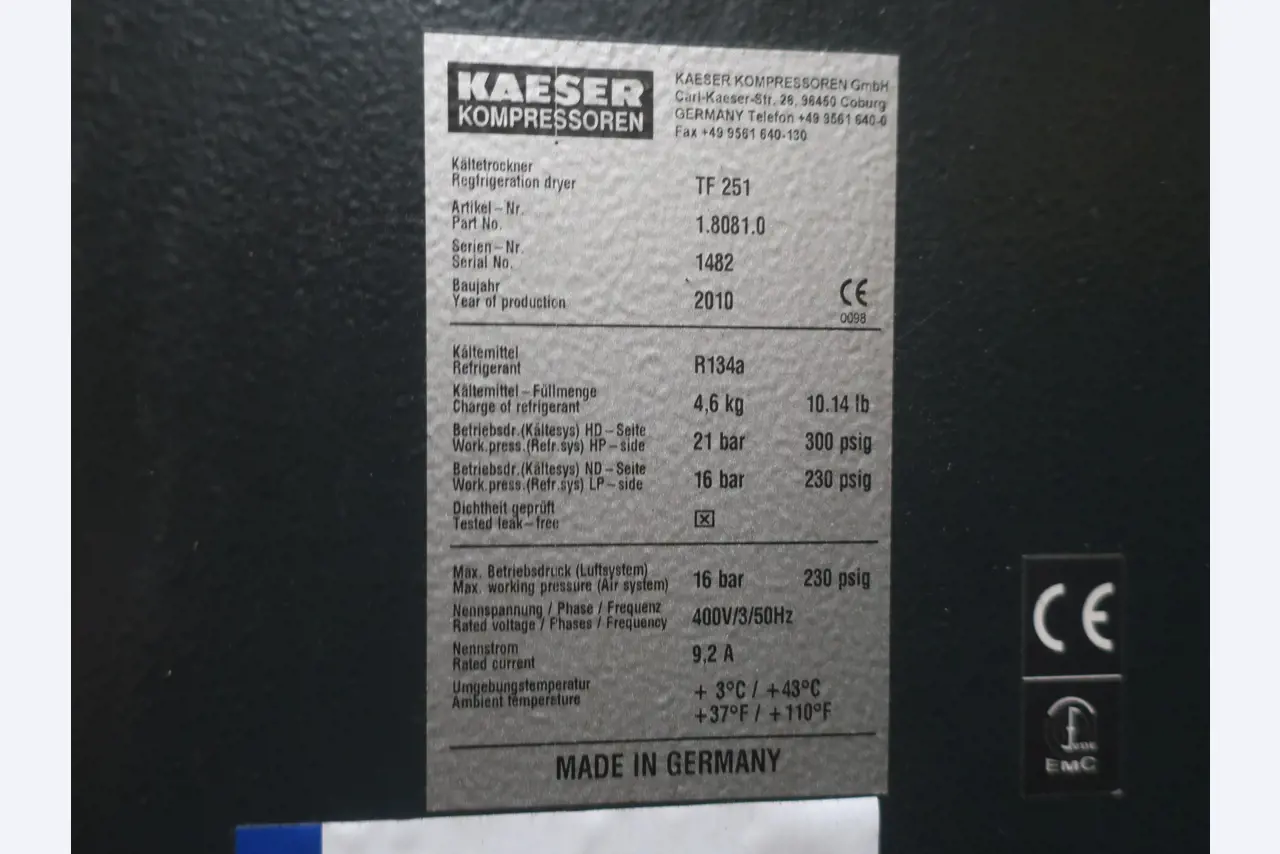 KAESER
KOMPRESSOREN
KAESER KOMPRESSOREN GmbH
Carl-Kaeser-Str. 26, 96450 Coburg
GERMANY Telefon +49 9561 640-0
Fax +49 9561 640-130
Kältetrockner
Regfrigeration dryer TF 251
Artikel-Nr.
Part No. 1.8081.0
Serien-Nr.
Serial No. 1482
Baujahr
Year of production 2010
CE
0098
Kältemittel
Refrigerant R134a
Kältemittel-Füllmenge
Charge of refrigerant 4,6 kg 10.14 lb
Betriebsdr.(Kältesys) HD-Seite
Work.press.(Refr.sys) HP-side 21 bar 300 psig
Betriebsdr.(Kältesys) ND-Seite
Work.press.(Refr.sys) LP-side 16 bar 230 psig
Dichtheit geprüft
Tested leak-free ☒
Max. Betriebsdruck (Luftsystem)
Max. working pressure (Air system) 16 bar 230 psig
Nennspannung / Phase / Frequenz
Rated voltage / Phases / Frequency 400V/3/50Hz
Nennstrom
Rated current 9,2 A
Umgebungstemperatur
Ambient temperature
+ 3°C / +43°C
+37°F / +110°F
MADE IN GERMANY
CE
VDE
EMC